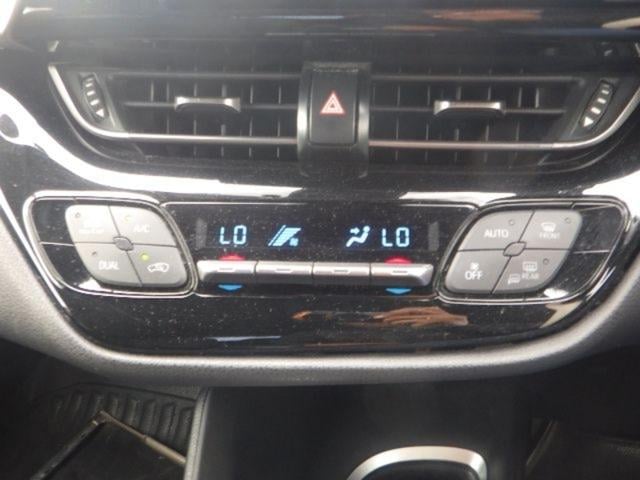 LO LO
A/C
DUAL
AUTO FRONT
OFF REAR